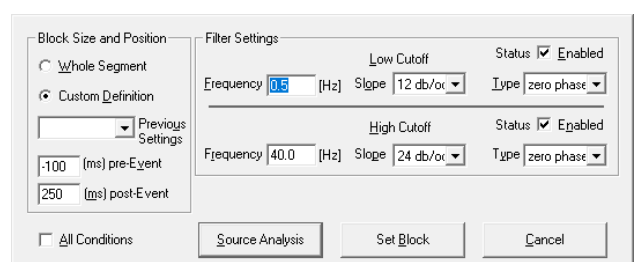 Block Size and Position
Whole Segment
Custom Definition
Previous Settings
-100 (ms) pre-Event
250 (ms) post-Event
All Conditions
Filter Settings
Low Cutoff
Status Enabled
Frequency 0.5 [Hz] Slope 12 db/oc Type zero phase
High Cutoff
Status Enabled
Frequency 40.0 [Hz] Slope 24 db/oc Type zero phase
Source Analysis
Set Block
Cancel